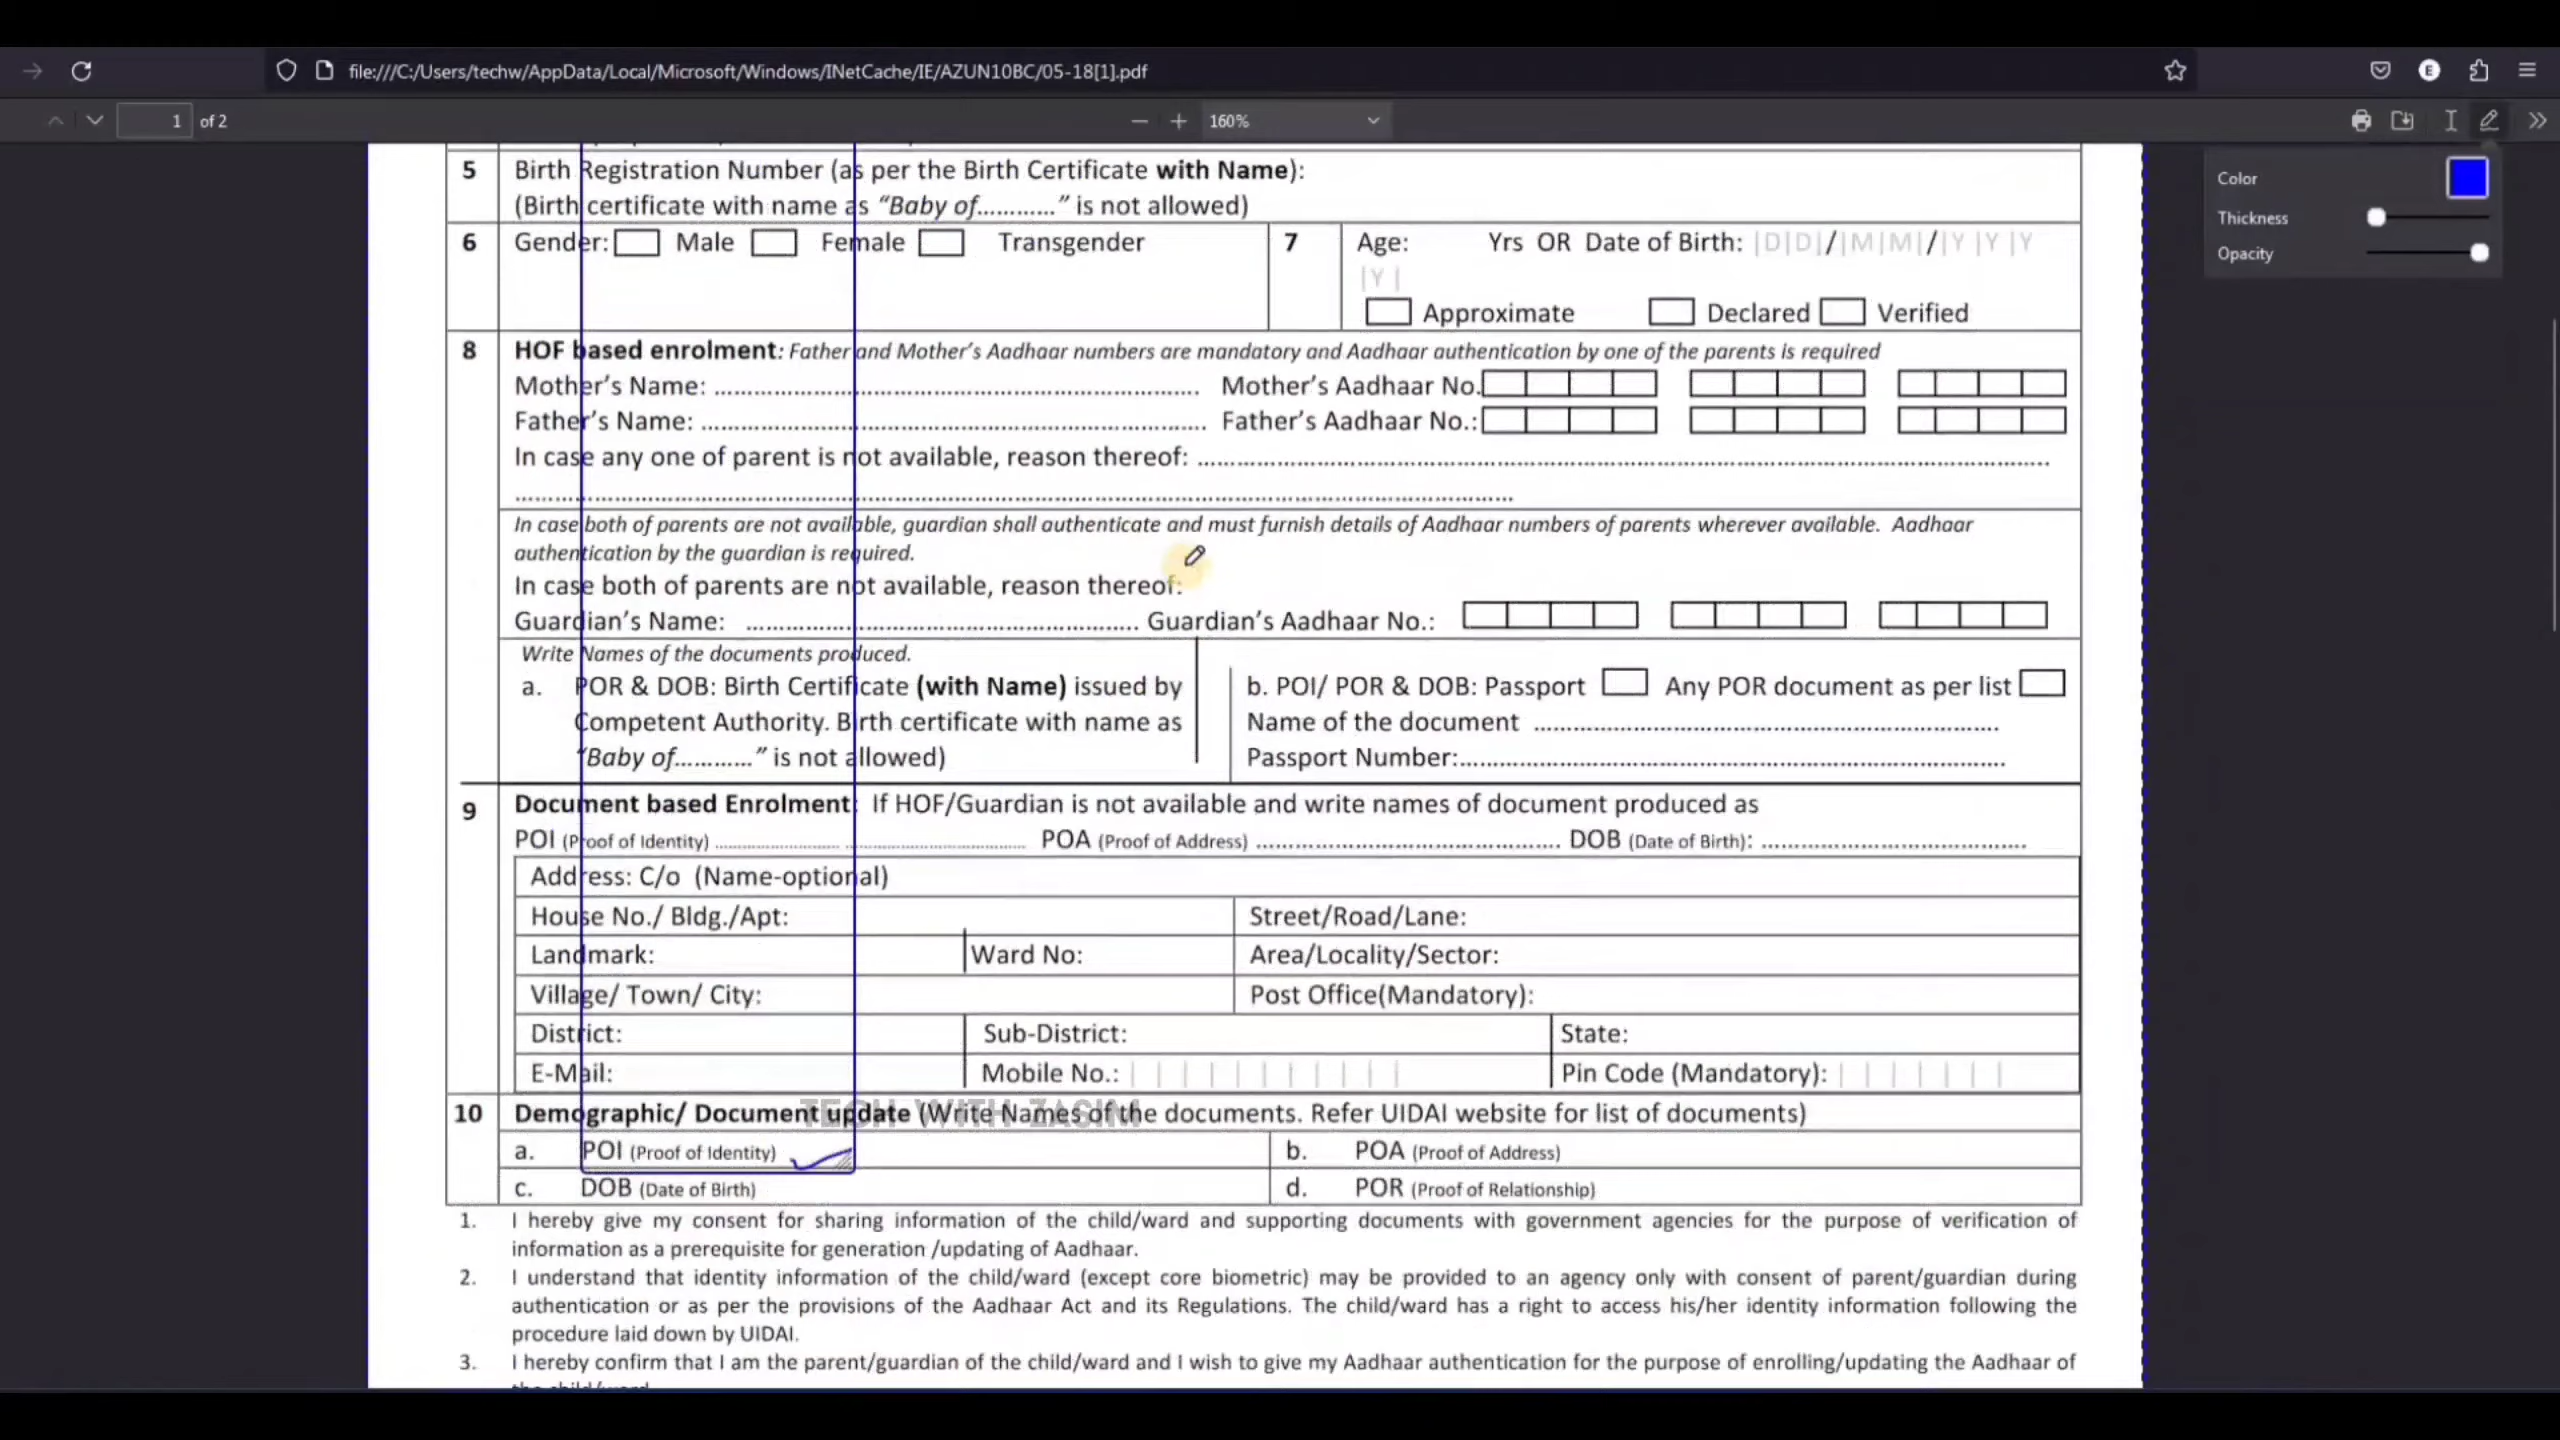 file:///C:/Users/techw/AppData/Local/Microsoft/Windows/INetCache/IE/AZUN10BC/05-18[1].pdf
E
1 of 2
160%
Color
Thickness
Opacity
5 Birth Registration Number (as per the Birth Certificate with Name):
(Birth certificate with name as “Baby of…………” is not allowed)
6 Gender: Male Female Transgender
7 Age: Yrs OR Date of Birth: |D|D|/|M|M|/|Y |Y |Y
|Y |
Approximate Declared Verified
8 HOF based enrolment: Father and Mother’s Aadhaar numbers are mandatory and Aadhaar authentication by one of the parents is required
Mother’s Name: ………………………………………………………… Mother’s Aadhaar No.
Father’s Name: ………………………………………………………… Father’s Aadhaar No.:
In case any one of parent is not available, reason thereof: …………………………………………………………………………………………
……………………………………………………………………………………………………………
In case both of parents are not available, guardian shall authenticate and must furnish details of Aadhaar numbers of parents wherever available. Aadhaar
authentication by the guardian is required.
In case both of parents are not available, reason thereof:
Guardian’s Name: ………………………………………………… Guardian’s Aadhaar No.:
Write Names of the documents produced.
a. POR & DOB: Birth Certificate (with Name) issued by
Competent Authority. Birth certificate with name as
“Baby of…………” is not allowed)
b. POI/ POR & DOB: Passport Any POR document as per list
Name of the document ……………………………………………………
Passport Number:……………………………………………………………
9 Document based Enrolment: If HOF/Guardian is not available and write names of document produced as
POI (Proof of Identity) ………………………………………… POA (Proof of Address) ………………………………………… DOB (Date of Birth): …………………………………
Address: C/o (Name-optional)
House No./ Bldg./Apt: Street/Road/Lane:
Landmark: Ward No: Area/Locality/Sector:
Village/ Town/ City: Post Office(Mandatory):
District: Sub-District: State:
E-Mail: Mobile No.: | | | | | | | | | | | Pin Code (Mandatory): | | | | | | |
10 Demographic/ Document update (Write Names of the documents. Refer UIDAI website for list of documents)
TECH WITH ZASIM
a. POI (Proof of Identity) b. POA (Proof of Address)
c. DOB (Date of Birth) d. POR (Proof of Relationship)
1. I hereby give my consent for sharing information of the child/ward and supporting documents with government agencies for the purpose of verification of
information as a prerequisite for generation /updating of Aadhaar.
2. I understand that identity information of the child/ward (except core biometric) may be provided to an agency only with consent of parent/guardian during
authentication or as per the provisions of the Aadhaar Act and its Regulations. The child/ward has a right to access his/her identity information following the
procedure laid down by UIDAI.
3. I hereby confirm that I am the parent/guardian of the child/ward and I wish to give my Aadhaar authentication for the purpose of enrolling/updating the Aadhaar of